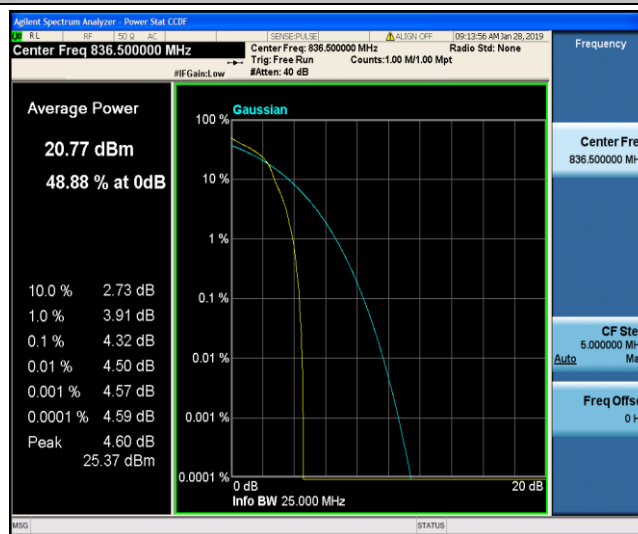 Agilent Spectrum Analyzer - Power Stat CCDF
RL RF 50 Ω AC SENSE:PULSE ALIGN OFF 09:13:56 AM Jan 28, 2019
Center Freq 836.500000 MHz
Center Freq: 836.500000 MHz Radio Std: None
Trig: Free Run Counts:1.00 M/1.00 Mpt
#IFGain:Low #Atten: 40 dB
Frequency
Average Power
20.77 dBm
48.88 % at 0dB
10.0 % 2.73 dB
1.0 % 3.91 dB
0.1 % 4.32 dB
0.01 % 4.50 dB
0.001 % 4.57 dB
0.0001 % 4.59 dB
Peak 4.60 dB
25.37 dBm
Gaussian
100 %
10 %
1 %
0.1 %
0.01 %
0.001 %
0.0001 %
0 dB 20 dB
Info BW 25.000 MHz
Center Fre
836.500000 MH
CF Ste
5.000000 MH
Auto Ma
Freq Offse
0 H
MSG STATUS